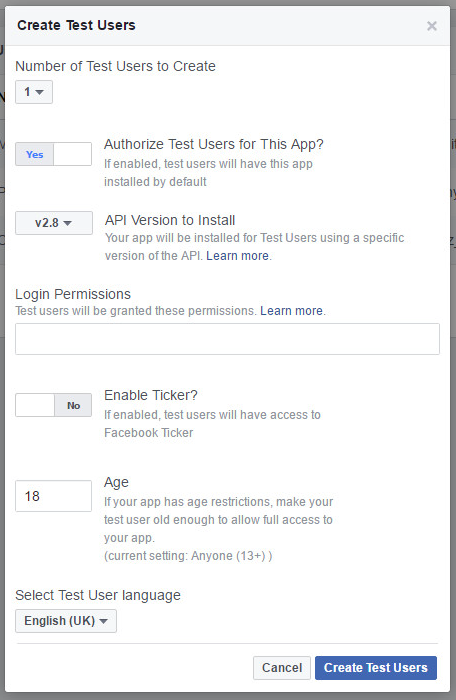 Create Test Users
Number of Test Users to Create
1
Yes
Authorize Test Users for This App?
If enabled, test users will have this app
installed by default
v2.8
API Version to Install
Your app will be installed for Test Users using a specific
version of the API. Learn more.
Login Permissions
Test users will be granted these permissions. Learn more.
No
Enable Ticker?
If enabled, test users will have access to
Facebook Ticker
18
Age
If your app has age restrictions, make your
test user old enough to allow full access to
your app.
(current setting: Anyone (13+) )
Select Test User language
English (UK)
Cancel
Create Test Users